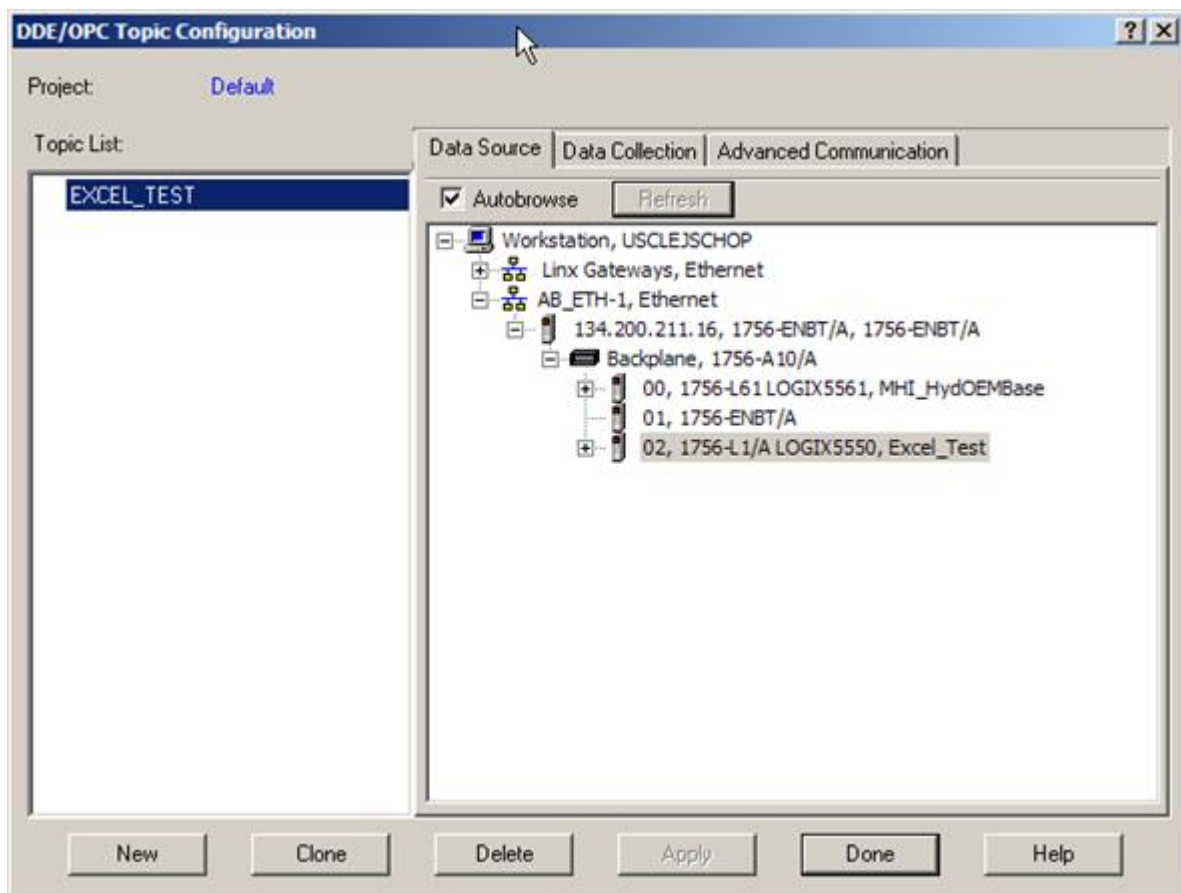 DDE/OPC Topic Configuration
Project: Default
Topic List:
EXCEL_TEST
Data Source Data Collection Advanced Communication
Autobrowse Refresh
Workstation, USCLEJSCHOP
Linx Gateways, Ethernet
AB_ETH-1, Ethernet
134.200.211.16, 1756-ENBT/A, 1756-ENBT/A
Backplane, 1756-A10/A
00, 1756-L61 LOGIX5561, MHI_HydOEMBase
01, 1756-ENBT/A
02, 1756-L1/A LOGIX5550, Excel_Test
New Clone Delete Apply Done Help